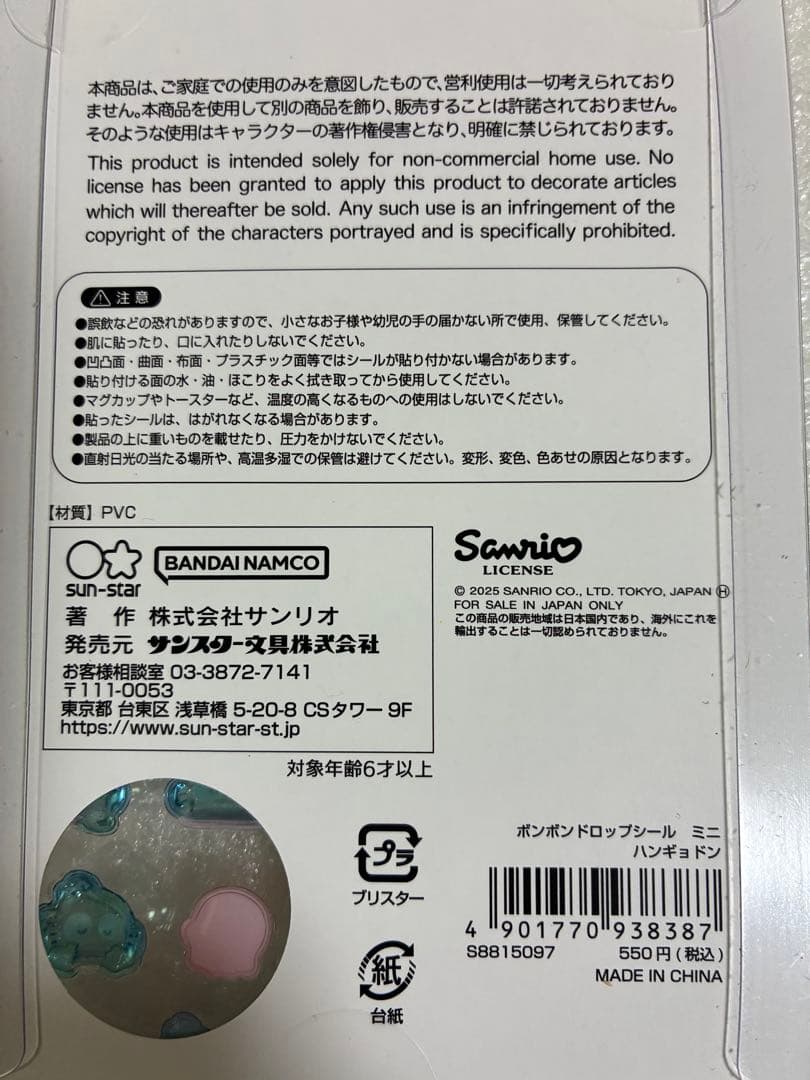 本商品は、ご家庭での使用のみを意図したもので、営利使用は一切考えられており
ません。本商品を使用して別の商品を飾り、販売することは許諾されておりません。
そのような使用はキャラクターの著作権侵害となり、明確に禁じられております。
This product is intended solely for non-commercial home use. No
license has been granted to apply this product to decorate articles
which will thereafter be sold. Any such use is an infringement of the
copyright of the characters portrayed and is specifically prohibited.
注意
●誤飲などの恐れがありますので、小さなお子様や幼児の手の届かない所で使用、保管してください。
●肌に貼ったり、口に入れたりしないでください。
●凹凸面・曲面・布面・プラスチック面等ではシールが貼り付かない場合があります。
●貼り付ける面の水・油・ほこりをよく拭き取ってから使用してください。
●マグカップやトースターなど、温度の高くなるものへの使用はしないでください。
●貼ったシールは、はがれなくなる場合があります。
●製品の上に重いものを載せたり、圧力をかけないでください。
●直射日光の当たる場所や、高温多湿での保管は避けてください。変形、変色、色あせの原因となります。
【材質】PVC
sun-star
BANDAI NAMCO
著作 株式会社サンリオ
発売元 サンスター文具株式会社
お客様相談室 03-3872-7141
〒111-0053
東京都 台東区 浅草橋 5-20-8 CSタワー 9F
https://www.sun-star-st.jp
対象年齢6才以上
Sanrio
LICENSE
© 2025 SANRIO CO., LTD. TOKYO, JAPAN Ⓗ
FOR SALE IN JAPAN ONLY
この商品の販売地域は日本国内であり、海外にこれを
輸出することは一切認められておりません。
プラ
ブリスター
紙
台紙
ボンボンドロップシール ミニ
ハンギョドン
4 901770 938387
S8815097 550円(税込)
MADE IN CHINA